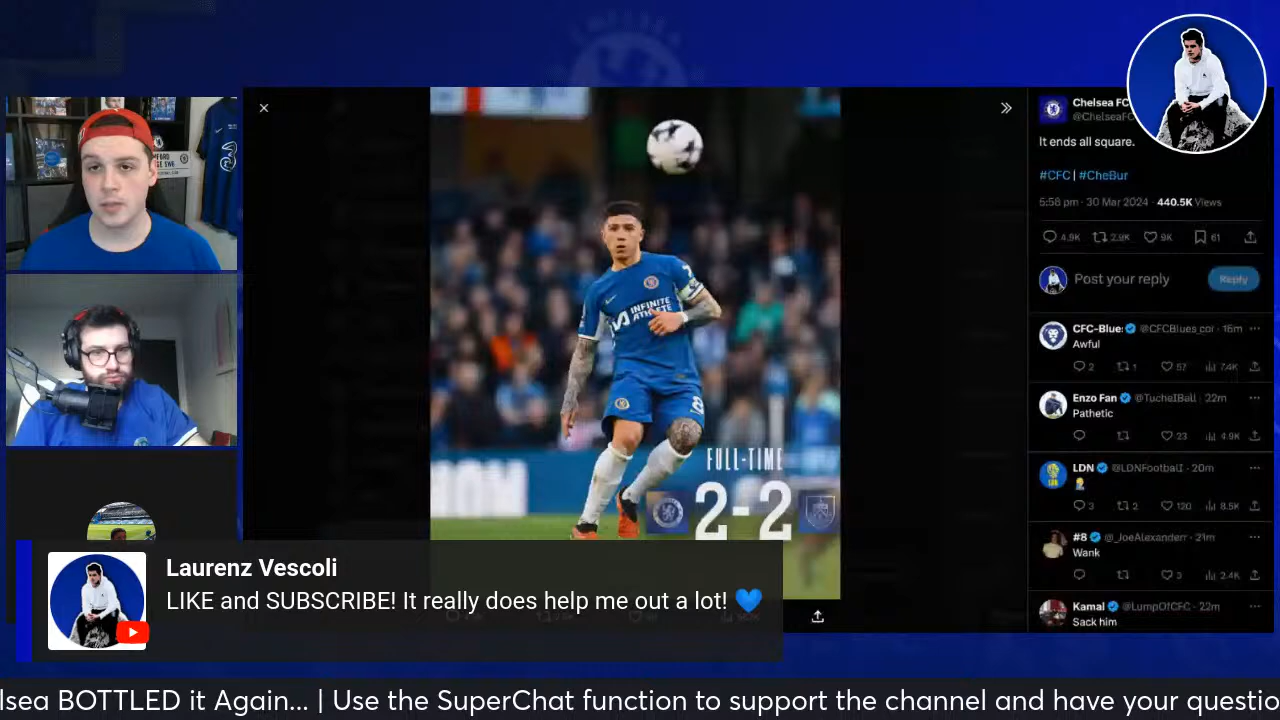 Chelsea FC
@ChelseaFC
It ends all square.
#CFC | #CheBur
5:58 pm · 30 Mar 2024 · 440.5K Views
4.9K 2.9K 9K 61
Post your reply
Reply
CFC-Blues @CFCBlues_cor · 16m
Awful
2 1 57 7.4K
Enzo Fan @TuchelBall · 22m
Pathetic
23 4.9K
LDN @LDNFootball · 20m
3 2 120 8.5K
#8 @_JoeAlexanderr · 21m
Wank
3 2.4K
Kamal @LumpOfCFC · 22m
Sack him
INFINITE
ATHLETE
8
FULL-TIME
2-2
Laurenz Vescoli
LIKE and SUBSCRIBE! It really does help me out a lot! 💙
lsea BOTTLED it Again... | Use the SuperChat function to support the channel and have your questio